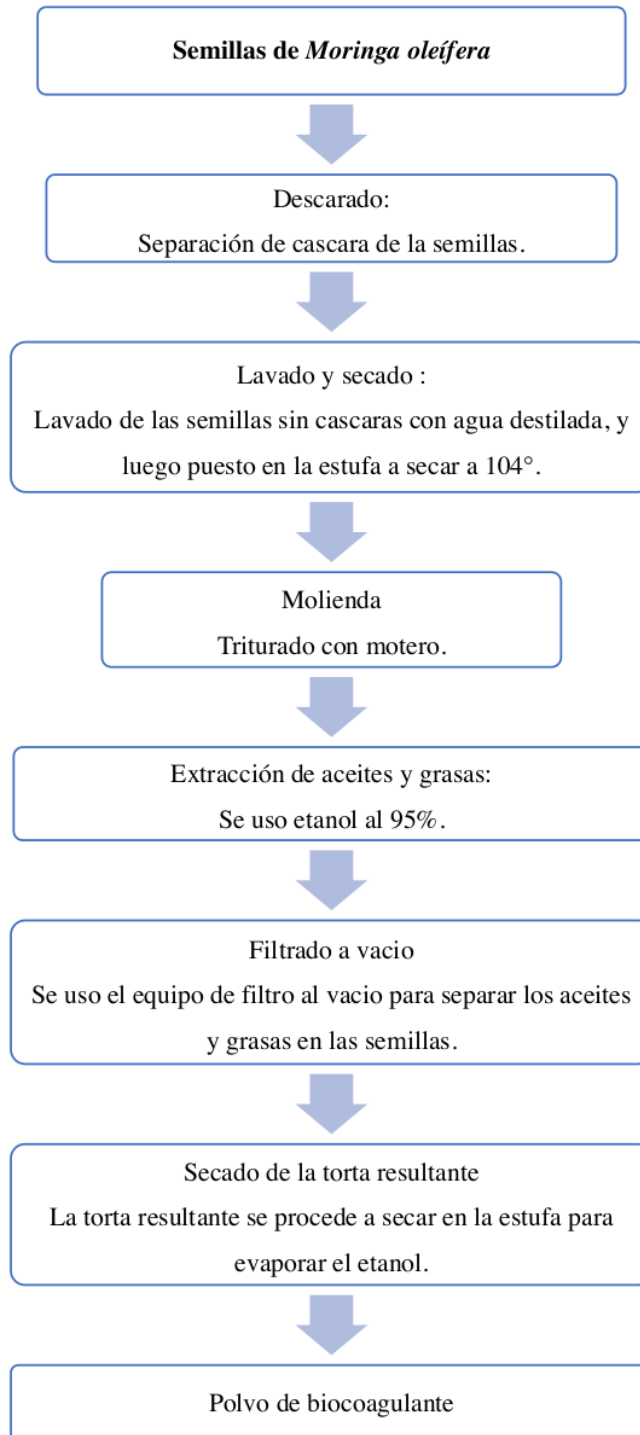 Semillas de Moringa oleífera
Descarado:
Separación de cascara de la semillas.
Lavado y secado :
Lavado de las semillas sin cascaras con agua destilada, y
luego puesto en la estufa a secar a 104°.
Molienda
Triturado con motero.
Extracción de aceites y grasas:
Se uso etanol al 95%.
Filtrado a vacio
Se uso el equipo de filtro al vacio para separar los aceites
y grasas en las semillas.
Secado de la torta resultante
La torta resultante se procede a secar en la estufa para
evaporar el etanol.
Polvo de biocoagulante